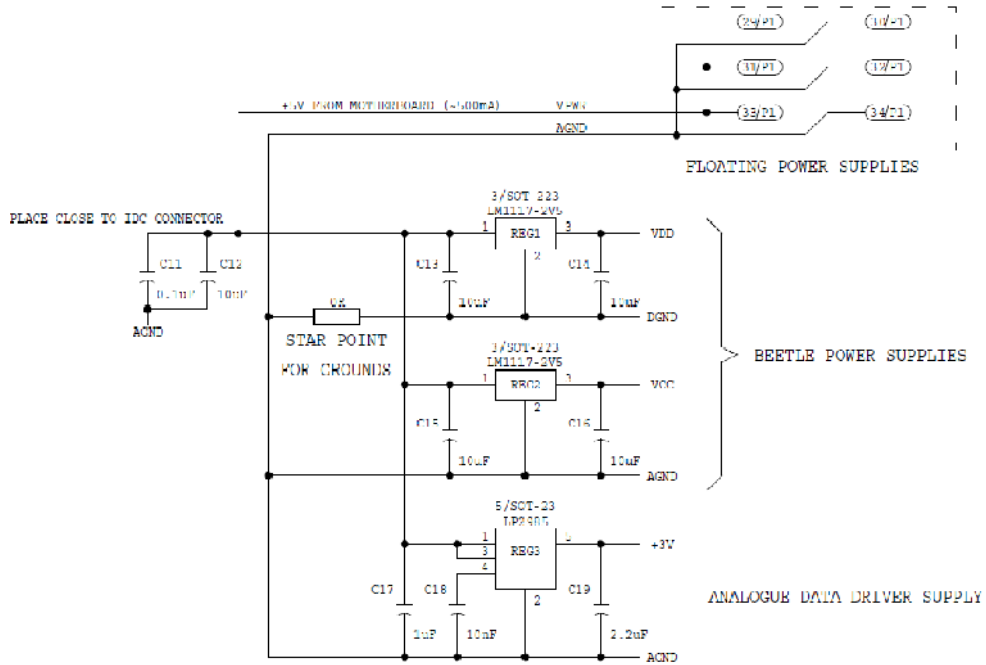 (29/P1) (30/P1)
(31/P1) (32/P1)
+5V FROM MOTHERBOARD (~500mA) VPWR (33/P1) (34/P1)
AGND
FLOATING POWER SUPPLIES
3/SOT 223
LM1117-2V5
PLACE CLOSE TO IDC CONNECTOR
1 REG1 3 VDD
2
C11 C12 C13 C14
0.1uF 10uF 10uF 10uF
0R
AGND DGND
STAR POINT
FOR GROUNDS
3/SOT-223
LM1117-2V5
BEETLE POWER SUPPLIES
1 REG2 3 VCC
2
C15 C16
10uF 10uF
AGND
5/SOT-23
LP2985
1 5 +3V
3 REG3
4
C17 C18 2 C19
ANALOGUE DATA DRIVER SUPPLY
1uF 10nF 2.2uF
AGND